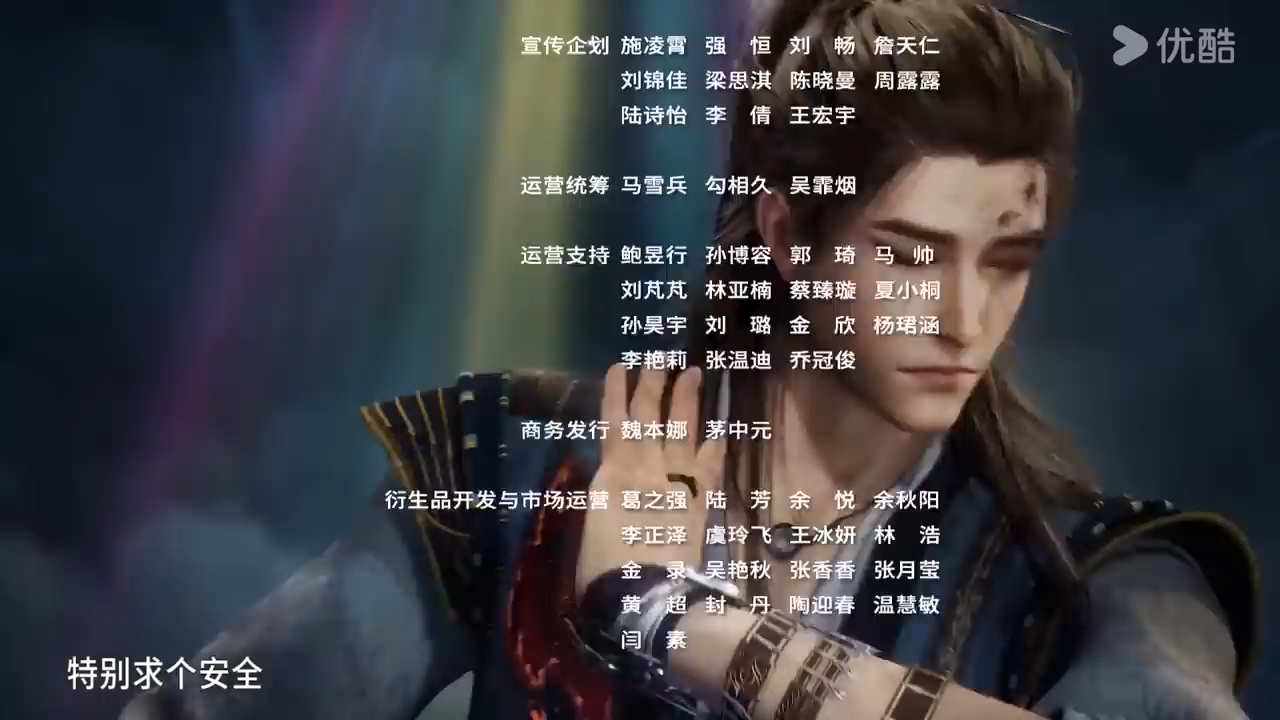 优酷
宣传企划 施凌霄 强 恒 刘 畅 詹天仁
刘锦佳 梁思淇 陈晓曼 周露露
陆诗怡 李 倩 王宏宇
运营统筹 马雪兵 勾相久 吴霏烟
运营支持 鲍昱行 孙博容 郭 琦 马 帅
刘芃芃 林亚楠 蔡臻璇 夏小桐
孙昊宇 刘 璐 金 欣 杨珺涵
李艳莉 张温迪 乔冠俊
商务发行 魏本娜 茅中元
衍生品开发与市场运营 葛之强 陆 芳 余 悦 余秋阳
李正泽 虞玲飞 王冰妍 林 浩
金 录 吴艳秋 张香香 张月莹
黄 超 封 丹 陶迎春 温慧敏
闫 素
特别求个安全